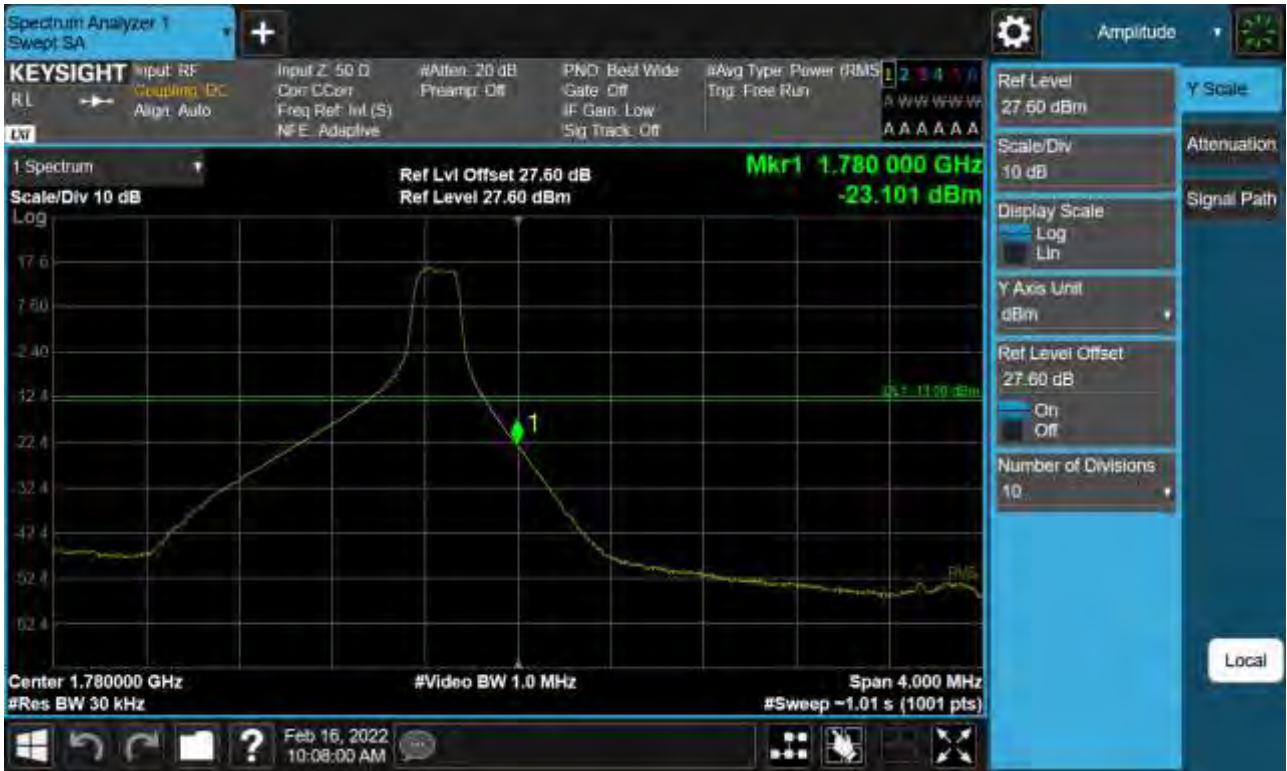 Spectrum Analyzer 1
Swept SA
+
Amplitude
KEYSIGHT
RL
LXI
Input: RF
Coupling: DC
Align: Auto
Input Z: 50 Ω
Corr CCorr
Freq Ref: Int (S)
NFE: Adaptive
#Atten: 20 dB
Preamp: Off
PNO: Best Wide
Gate: Off
IF Gain: Low
Sig Track: Off
#Avg Type: Power (RMS
Trig: Free Run
1 2 3 4 5 6
A W W W W W
A A A A A A
1 Spectrum
Scale/Div 10 dB
Log
Ref Lvl Offset 27.60 dB
Ref Level 27.60 dBm
Mkr1 1.780 000 GHz
-23.101 dBm
17.6
7.60
-2.40
-12.4
-22.4
-32.4
-42.4
-52.4
-62.4
DL1 -13.00 dBm
1
RMS
Center 1.780000 GHz
#Res BW 30 kHz
#Video BW 1.0 MHz
Span 4.000 MHz
#Sweep ~1.01 s (1001 pts)
Ref Level
27.60 dBm
Scale/Div
10 dB
Display Scale
Log
Lin
Y Axis Unit
dBm
Ref Level Offset
27.60 dB
On
Off
Number of Divisions
10
Y Scale
Attenuation
Signal Path
Local
?
Feb 16, 2022
10:08:00 AM